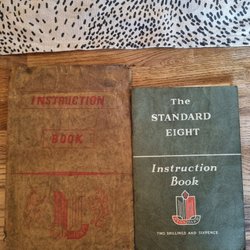 INSTRUCTION
BOOK
The
STANDARD
EIGHT
Instruction
Book
TWO SHILLINGS AND SIXPENCE.